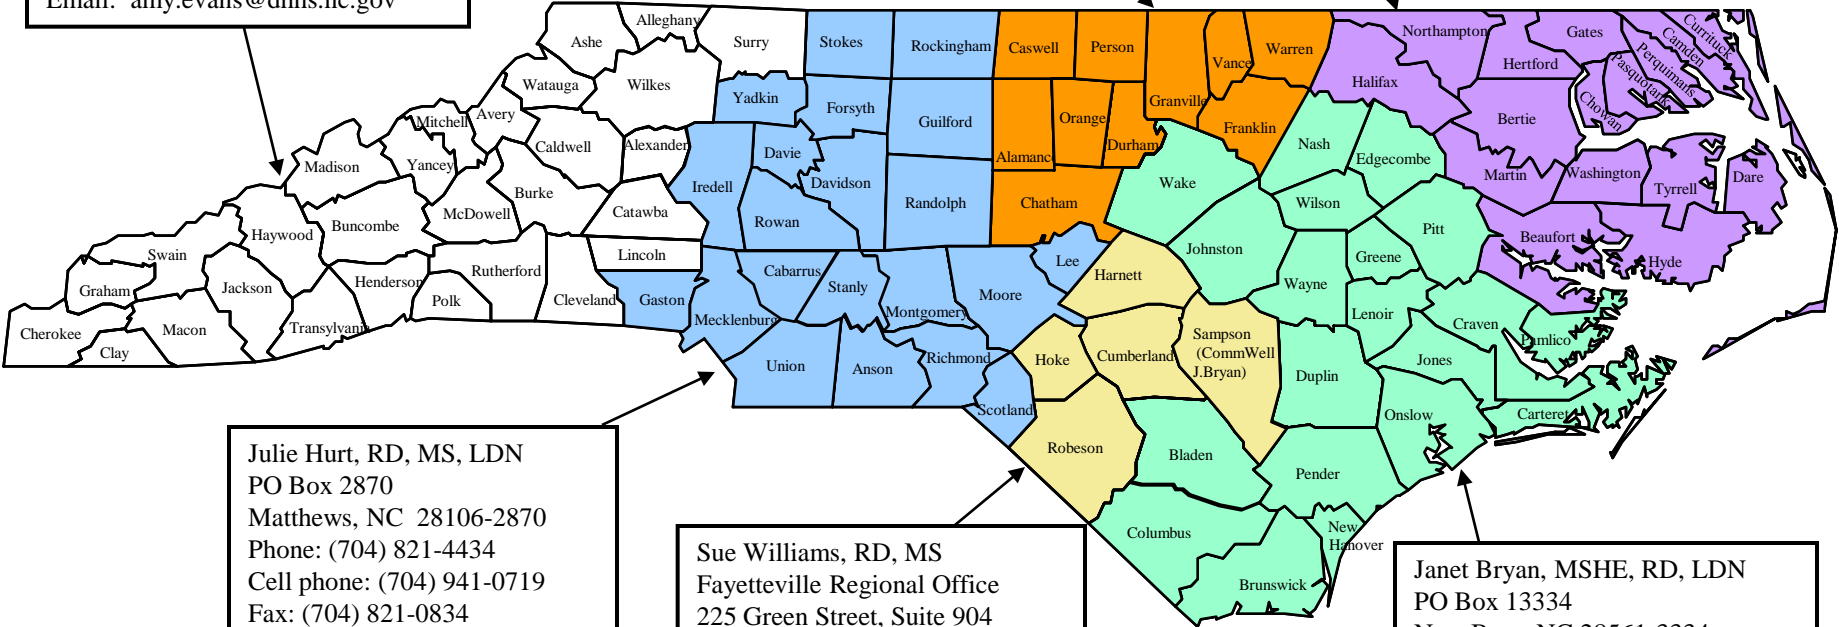 Email: amy.evans@dhhs.nc.gov
Alleghany
Ashe
Surry
Stokes
Rockingham
Caswell
Person
Vance
Warren
Northampton
Gates
Currituck
Camden
Perquimans
Pasquotank
Chowan
Hertford
Halifax
Watauga
Wilkes
Yadkin
Forsyth
Guilford
Granville
Orange
Franklin
Bertie
Mitchell
Avery
Caldwell
Alexander
Davie
Alamance
Durham
Nash
Edgecombe
Madison
Yancey
Iredell
Davidson
Wake
Martin
Washington
Tyrrell
Dare
Burke
McDowell
Catawba
Rowan
Randolph
Chatham
Wilson
Pitt
Buncombe
Haywood
Swain
Lincoln
Johnston
Greene
Beaufort
Hyde
Graham
Jackson
Henderson
Polk
Rutherford
Cleveland
Gaston
Cabarrus
Stanly
Moore
Lee
Harnett
Wayne
Cherokee
Clay
Macon
Transylvania
Mecklenburg
Montgomery
Lenoir
Craven
Pamlico
Union
Anson
Richmond
Hoke
Cumberland
Sampson
(CommWell
J.Bryan)
Duplin
Jones
Scotland
Onslow
Carteret
Robeson
Bladen
Pender
Columbus
New
Hanover
Brunswick
Julie Hurt, RD, MS, LDN
PO Box 2870
Matthews, NC 28106-2870
Phone: (704) 821-4434
Cell phone: (704) 941-0719
Fax: (704) 821-0834
Sue Williams, RD, MS
Fayetteville Regional Office
225 Green Street, Suite 904
Janet Bryan, MSHE, RD, LDN
PO Box 13334